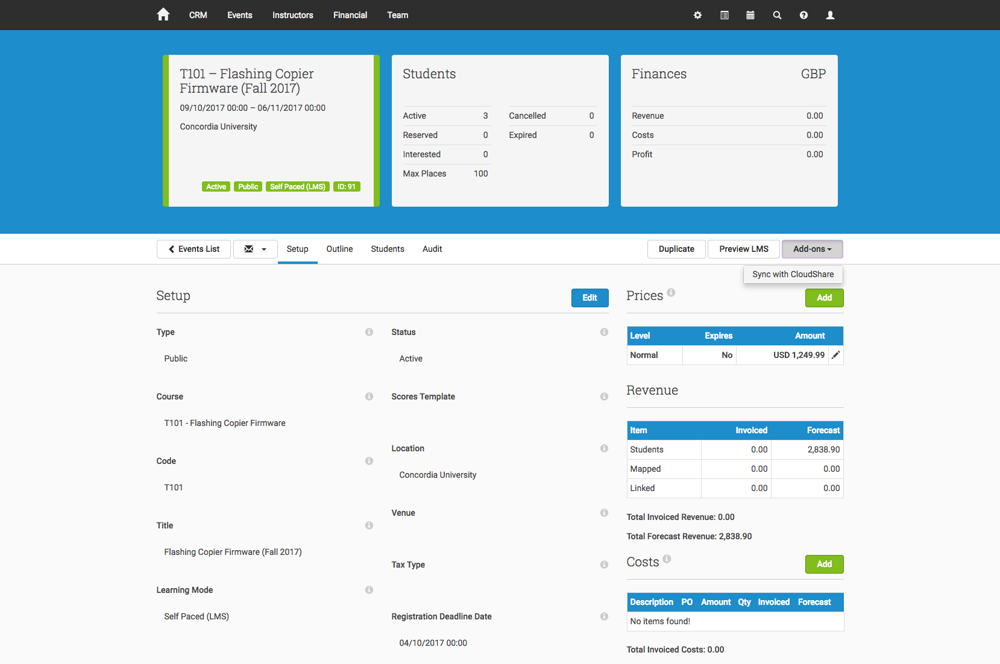 CRM Events Instructors Financial Team
T101 – Flashing Copier
Firmware (Fall 2017)
09/10/2017 00:00 – 06/11/2017 00:00
Concordia University
Active Public Self Paced (LMS) ID: 91
Students
Active 3 Cancelled 0
Reserved 0 Expired 0
Interested 0
Max Places 100
Finances GBP
Revenue 0.00
Costs 0.00
Profit 0.00
Events List Setup Outline Students Audit Duplicate Preview LMS Add-ons
Sync with CloudShare
Setup Edit
Type
Public
Course
T101 - Flashing Copier Firmware
Code
T101
Title
Flashing Copier Firmware (Fall 2017)
Learning Mode
Self Paced (LMS)
Status
Active
Scores Template
Location
Concordia University
Venue
Tax Type
Registration Deadline Date
04/10/2017 00:00
Prices Add
Level Expires Amount
Normal No USD 1,249.99
Revenue
Item Invoiced Forecast
Students 0.00 2,838.90
Mapped 0.00 0.00
Linked 0.00 0.00
Total Invoiced Revenue: 0.00
Total Forecast Revenue: 2,838.90
Costs Add
Description PO Amount Qty Invoiced Forecast
No items found!
Total Invoiced Costs: 0.00